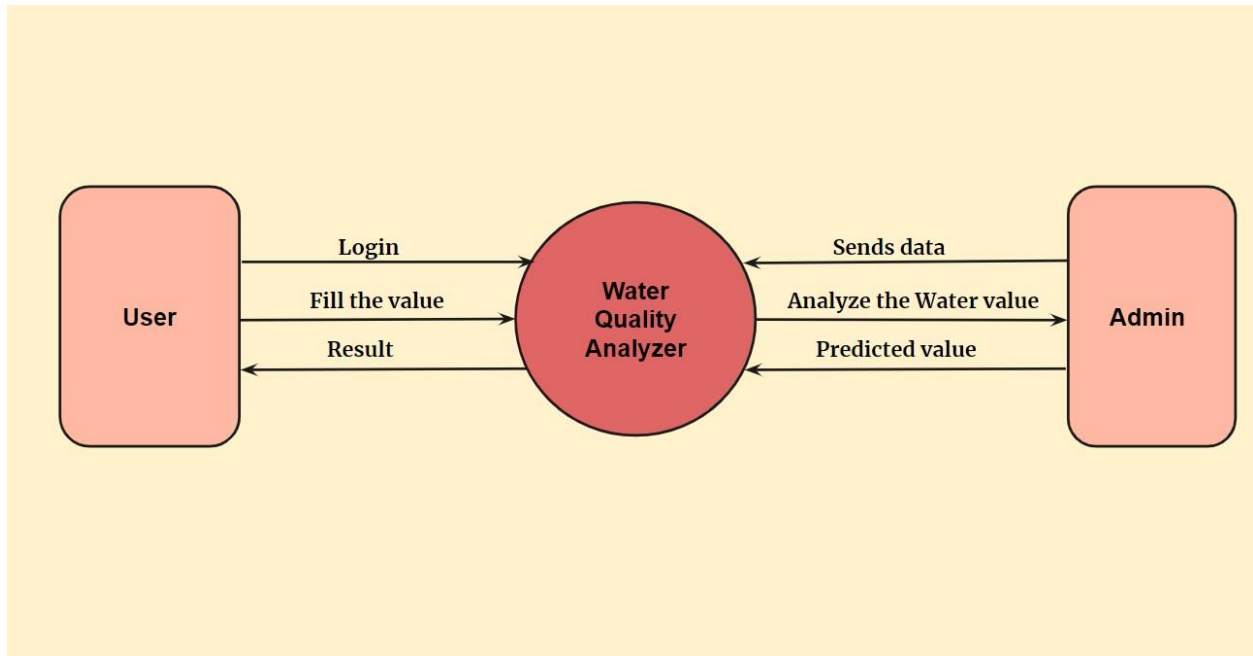 Login
Fill the value
Result
User
Water
Quality
Analyzer
Sends data
Analyze the Water value
Predicted value
Admin